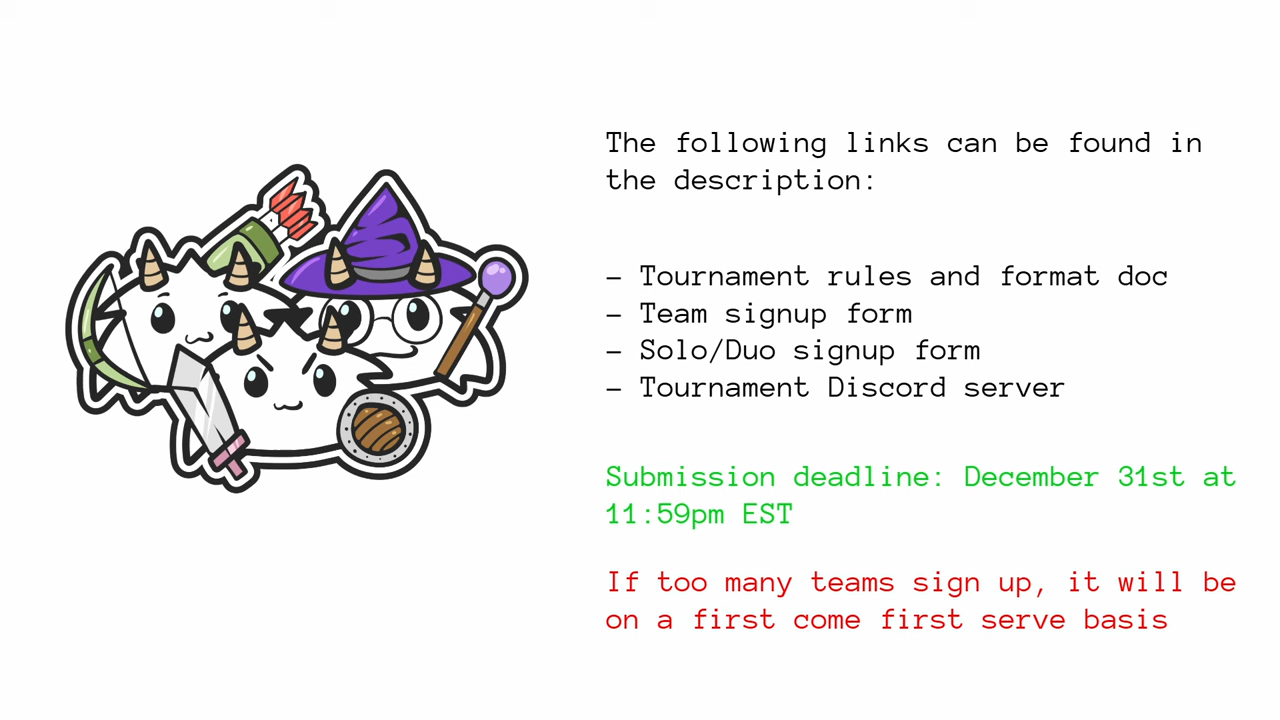 The following links can be found in
the description:
- Tournament rules and format doc
- Team signup form
- Solo/Duo signup form
- Tournament Discord server
Submission deadline: December 31st at
11:59pm EST
If too many teams sign up, it will be
on a first come first serve basis